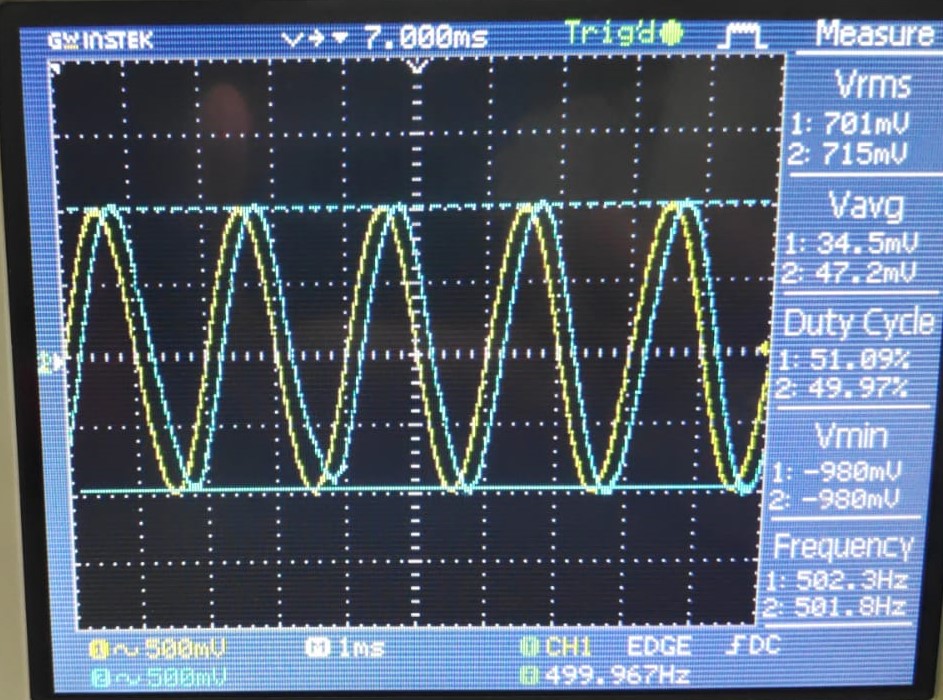 GWINSTEK 7.000ms Trig'd Measure
Vrms
1: 701mV
2: 715mV
Vavg
1: 34.5mV
2: 47.2mV
Duty Cycle
1: 51.09%
2: 49.97%
Vmin
1: -980mV
2: -980mV
Frequency
1: 502.3Hz
2: 501.8Hz
1 ~ 500mV M 1ms CH1 EDGE DC
2 ~ 500mV 499.967Hz